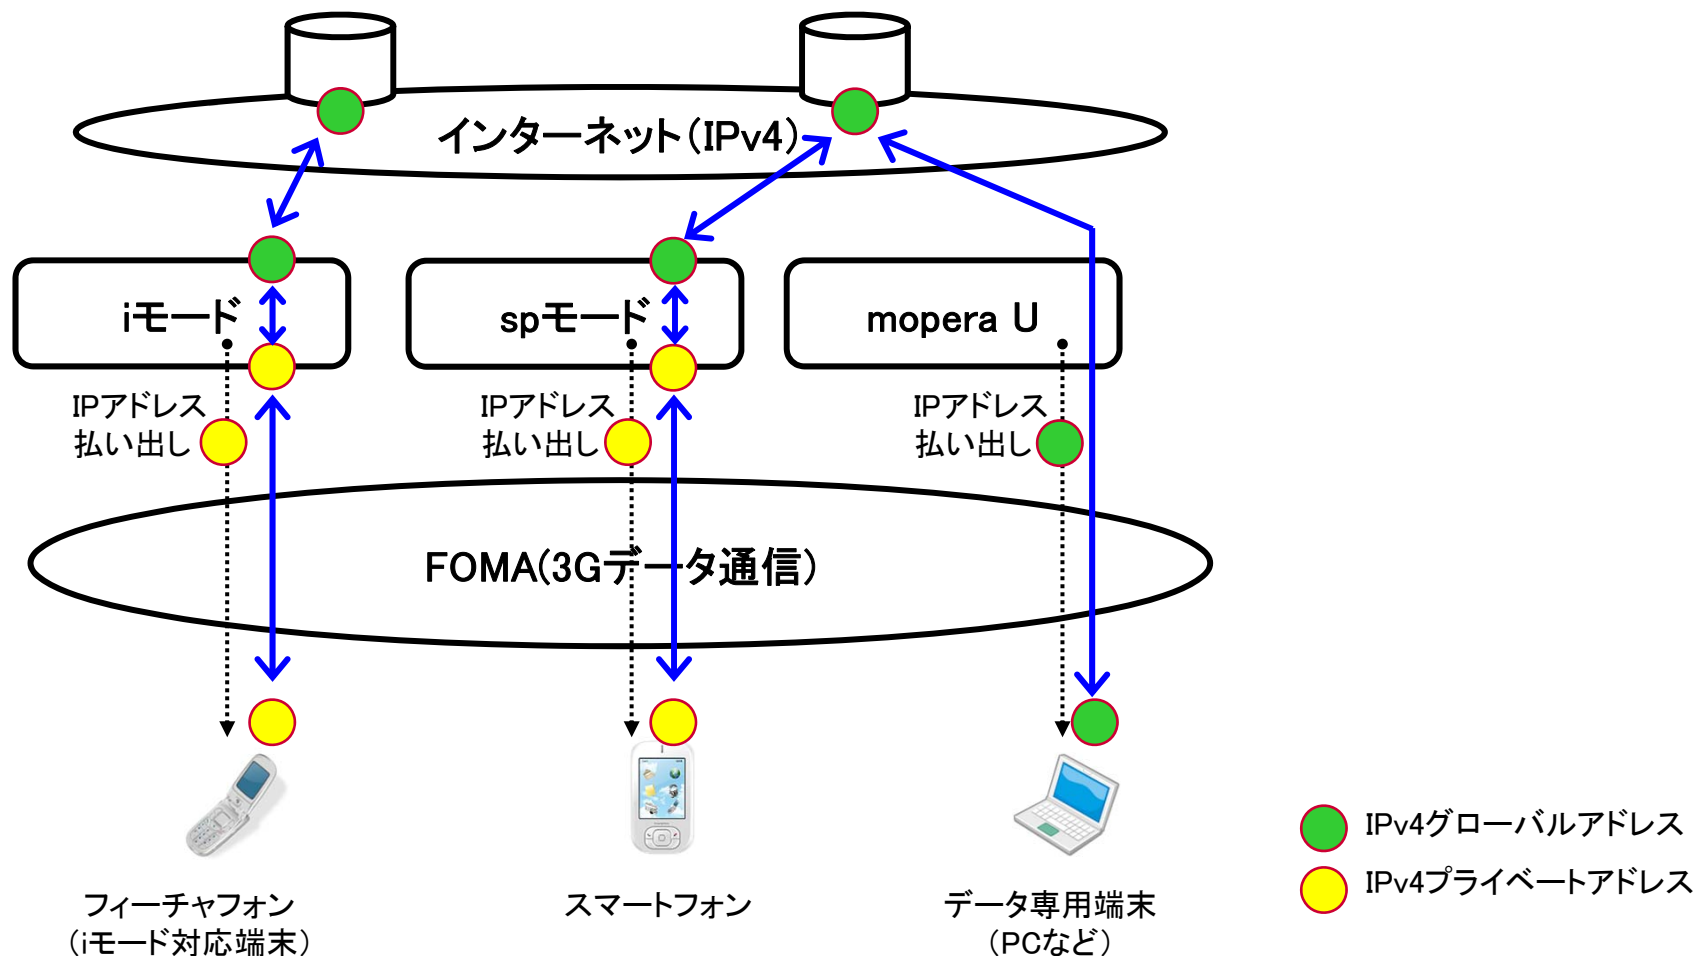 インターネット(IPv4)
iモード
spモード
mopera U
IPアドレス
払い出し
IPアドレス
払い出し
IPアドレス
払い出し
FOMA(3Gデータ通信)
フィーチャフォン
(iモード対応端末)
スマートフォン
データ専用端末
(PCなど)
IPv4グローバルアドレス
IPv4プライベートアドレス